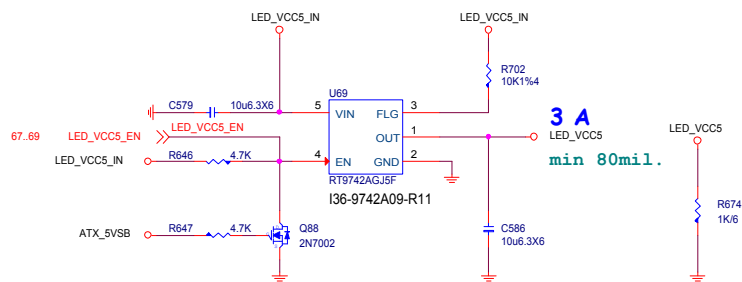 LED_VCC5_IN
LED_VCC5_IN
R702
10K1%4
C579
10u6.3X6
U69
5
VIN
FLG
3
3 A
67..69
LED_VCC5_EN
LED_VCC5_EN
OUT
1
LED_VCC5
LED_VCC5
LED_VCC5_IN
R646
4.7K
4
EN
GND
2
min 80mil.
RT9742AGJ5F
I36-9742A09-R11
R674
1K/6
ATX_5VSB
R647
4.7K
Q88
2N7002
C586
10u6.3X6